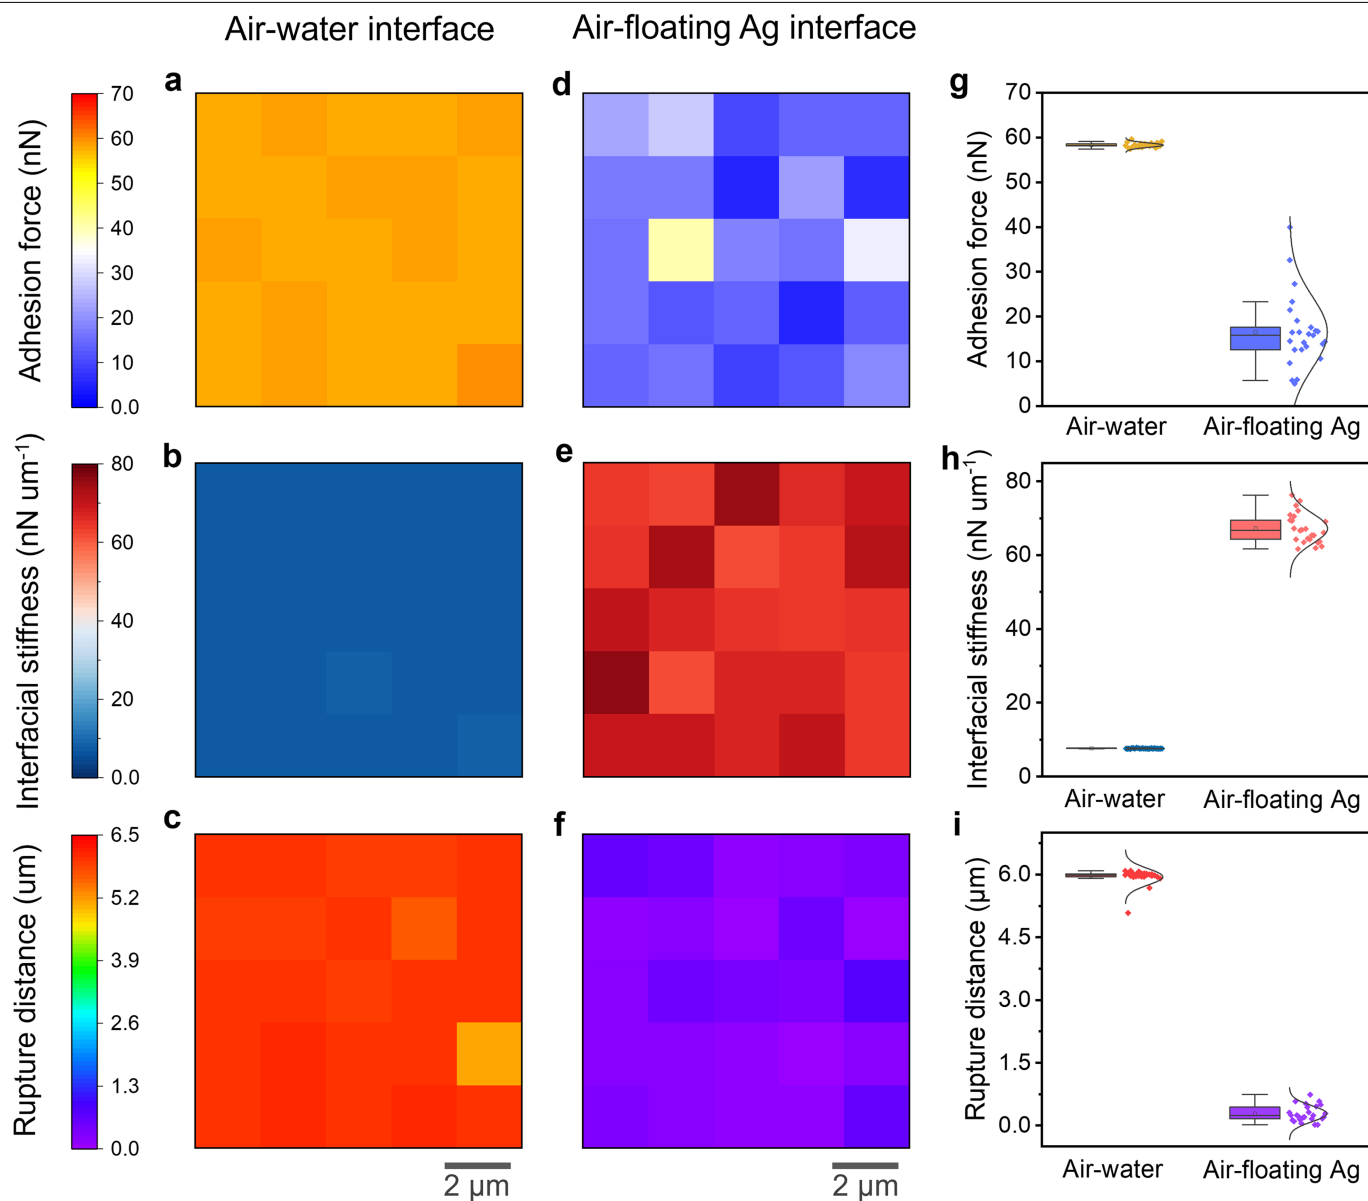 Air-water interface
Air-floating Ag interface
a
d
g
Adhesion force (nN)
70
60
50
40
30
20
10
0.0
Adhesion force (nN)
70
60
50
40
30
20
10
0
Air-water
Air-floating Ag
b
e
h
Interfacial stiffness (nN um⁻¹)
80
60
40
20
0.0
Interfacial stiffness (nN um⁻¹)
80
60
40
20
0
Air-water
Air-floating Ag
c
f
i
Rupture distance (um)
6.5
5.2
3.9
2.6
1.3
0.0
Rupture distance (μm)
6.0
4.5
3.0
1.5
0.0
Air-water
Air-floating Ag
2 μm
2 μm